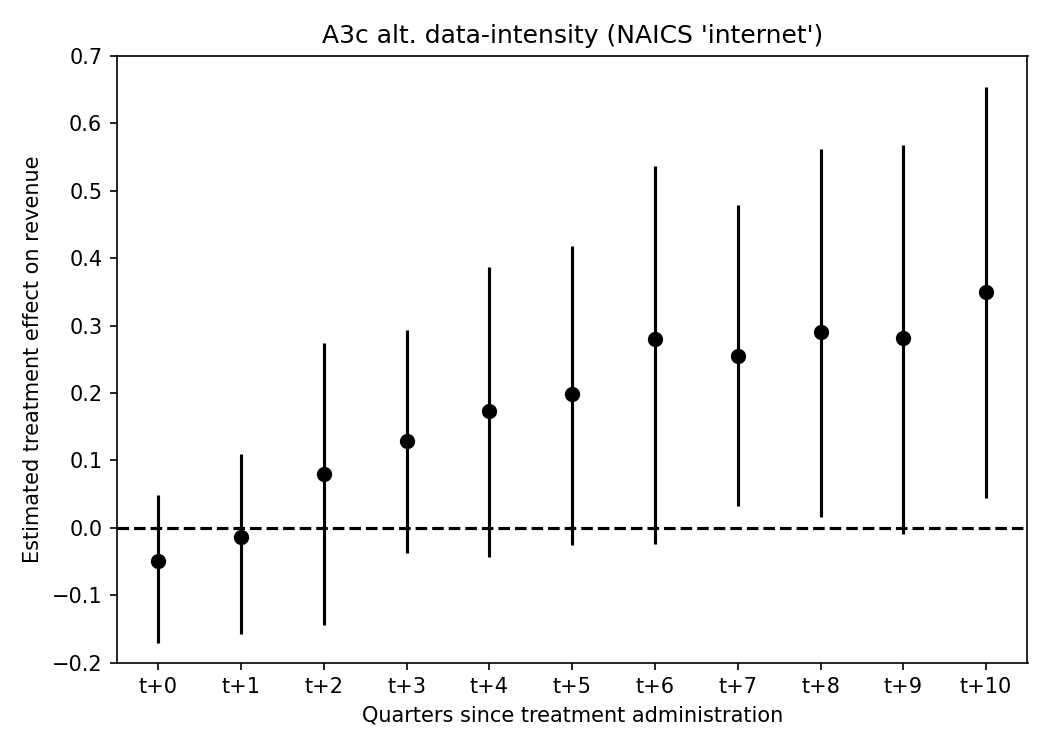 A3c alt. data-intensity (NAICS 'internet')
Estimated treatment effect on revenue
0.7
0.6
0.5
0.4
0.3
0.2
0.1
0.0
−0.1
−0.2
t+0 t+1 t+2 t+3 t+4 t+5 t+6 t+7 t+8 t+9 t+10
Quarters since treatment administration